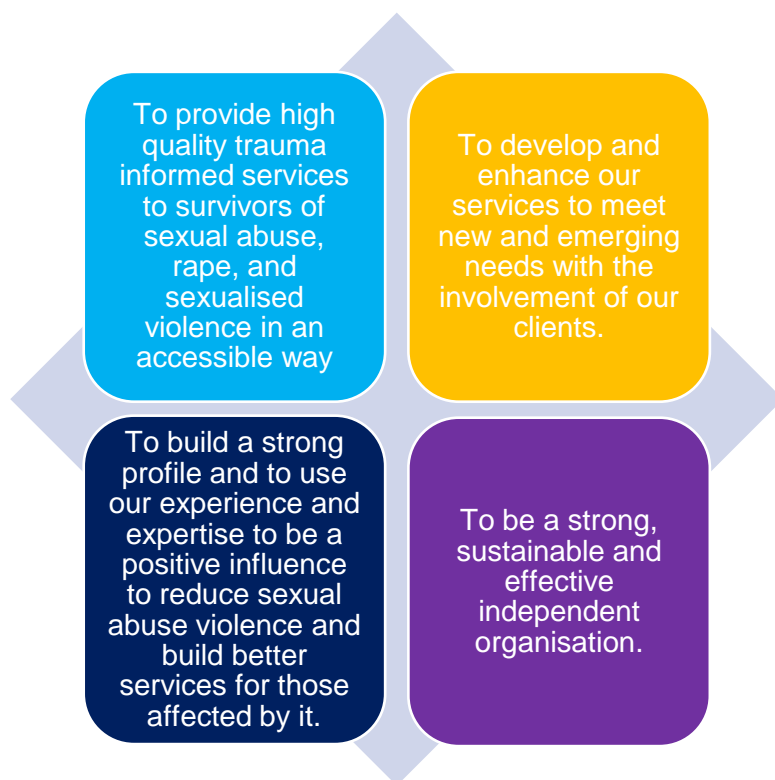 To provide high
quality trauma
informed services
to survivors of
sexual abuse,
rape, and
sexualised
violence in an
accessible way
To develop and
enhance our
services to meet
new and emerging
needs with the
involvement of our
clients.
To build a strong
profile and to use
our experience and
expertise to be a
positive influence
to reduce sexual
abuse violence and
build better
services for those
affected by it.
To be a strong,
sustainable and
effective
independent
organisation.